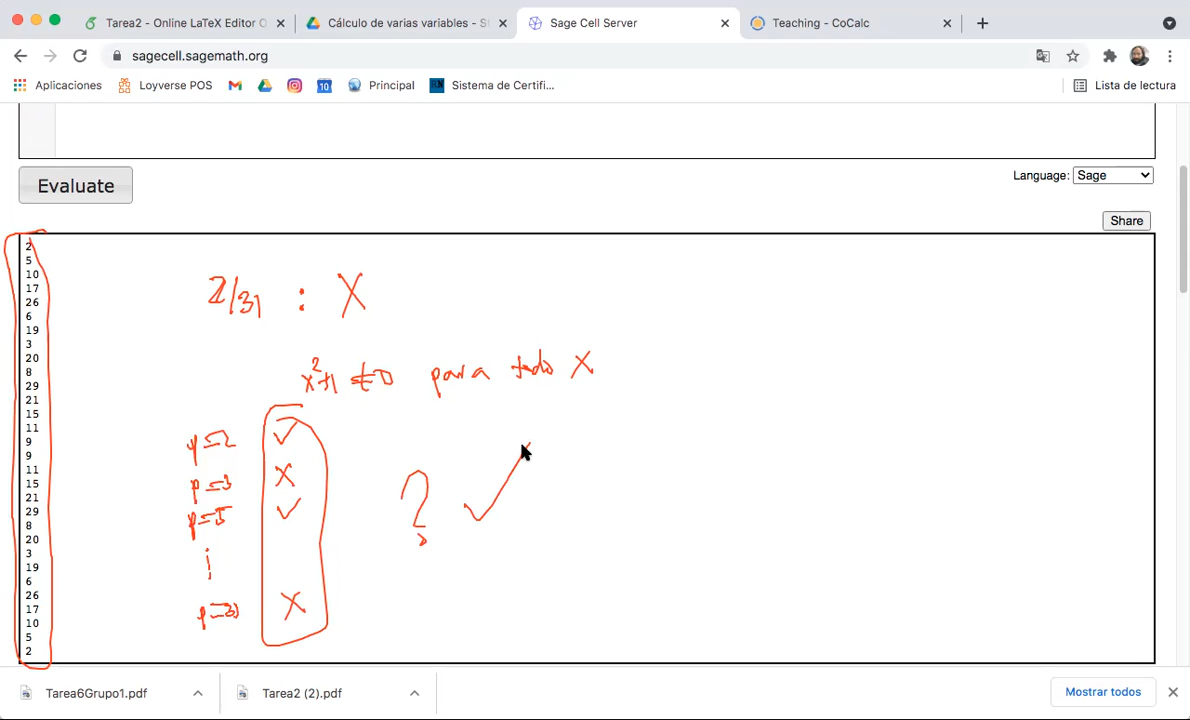 Tarea2 - Online LaTeX Editor O
Cálculo de varias variables - S
Sage Cell Server
Teaching - CoCalc
sagecell.sagemath.org
Aplicaciones
Loyverse POS
10
Principal
Sistema de Certifi...
Lista de lectura
Evaluate
Language: Sage
Share
2
5
10
17
26
6
19
3
20
8
29
21
15
11
9
9
11
15
21
29
8
20
3
19
6
26
17
10
5
2
2/31 : X
x²+1 ≠0 para todo X
p=2 ✓
p=3 X
p=5 ✓
? ✓
p=31 X
Tarea6Grupo1.pdf
Tarea2 (2).pdf
Mostrar todos